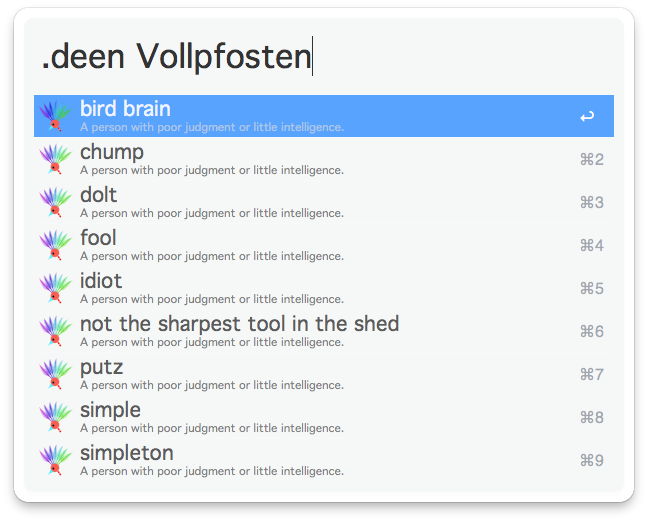 .deen Vollpfosten
bird brain
A person with poor judgment or little intelligence.
↩
chump
A person with poor judgment or little intelligence.
⌘2
dolt
A person with poor judgment or little intelligence.
⌘3
fool
A person with poor judgment or little intelligence.
⌘4
idiot
A person with poor judgment or little intelligence.
⌘5
not the sharpest tool in the shed
A person with poor judgment or little intelligence.
⌘6
putz
A person with poor judgment or little intelligence.
⌘7
simple
A person with poor judgment or little intelligence.
⌘8
simpleton
A person with poor judgment or little intelligence.
⌘9